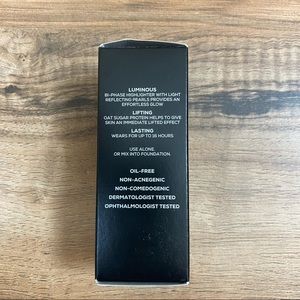 LUMINOUS
BI-PHASE HIGHLIGHTER WITH LIGHT
REFLECTING PEARLS PROVIDES AN
EFFORTLESS GLOW
LIFTING
OAT SUGAR PROTEIN HELPS TO GIVE
SKIN AN IMMEDIATE LIFTED EFFECT
LASTING
WEARS FOR UP TO 16 HOURS
USE ALONE
OR MIX INTO FOUNDATION.
OIL-FREE
NON-ACNEGENIC
NON-COMEDOGENIC
DERMATOLOGIST TESTED
OPHTHALMOLOGIST TESTED